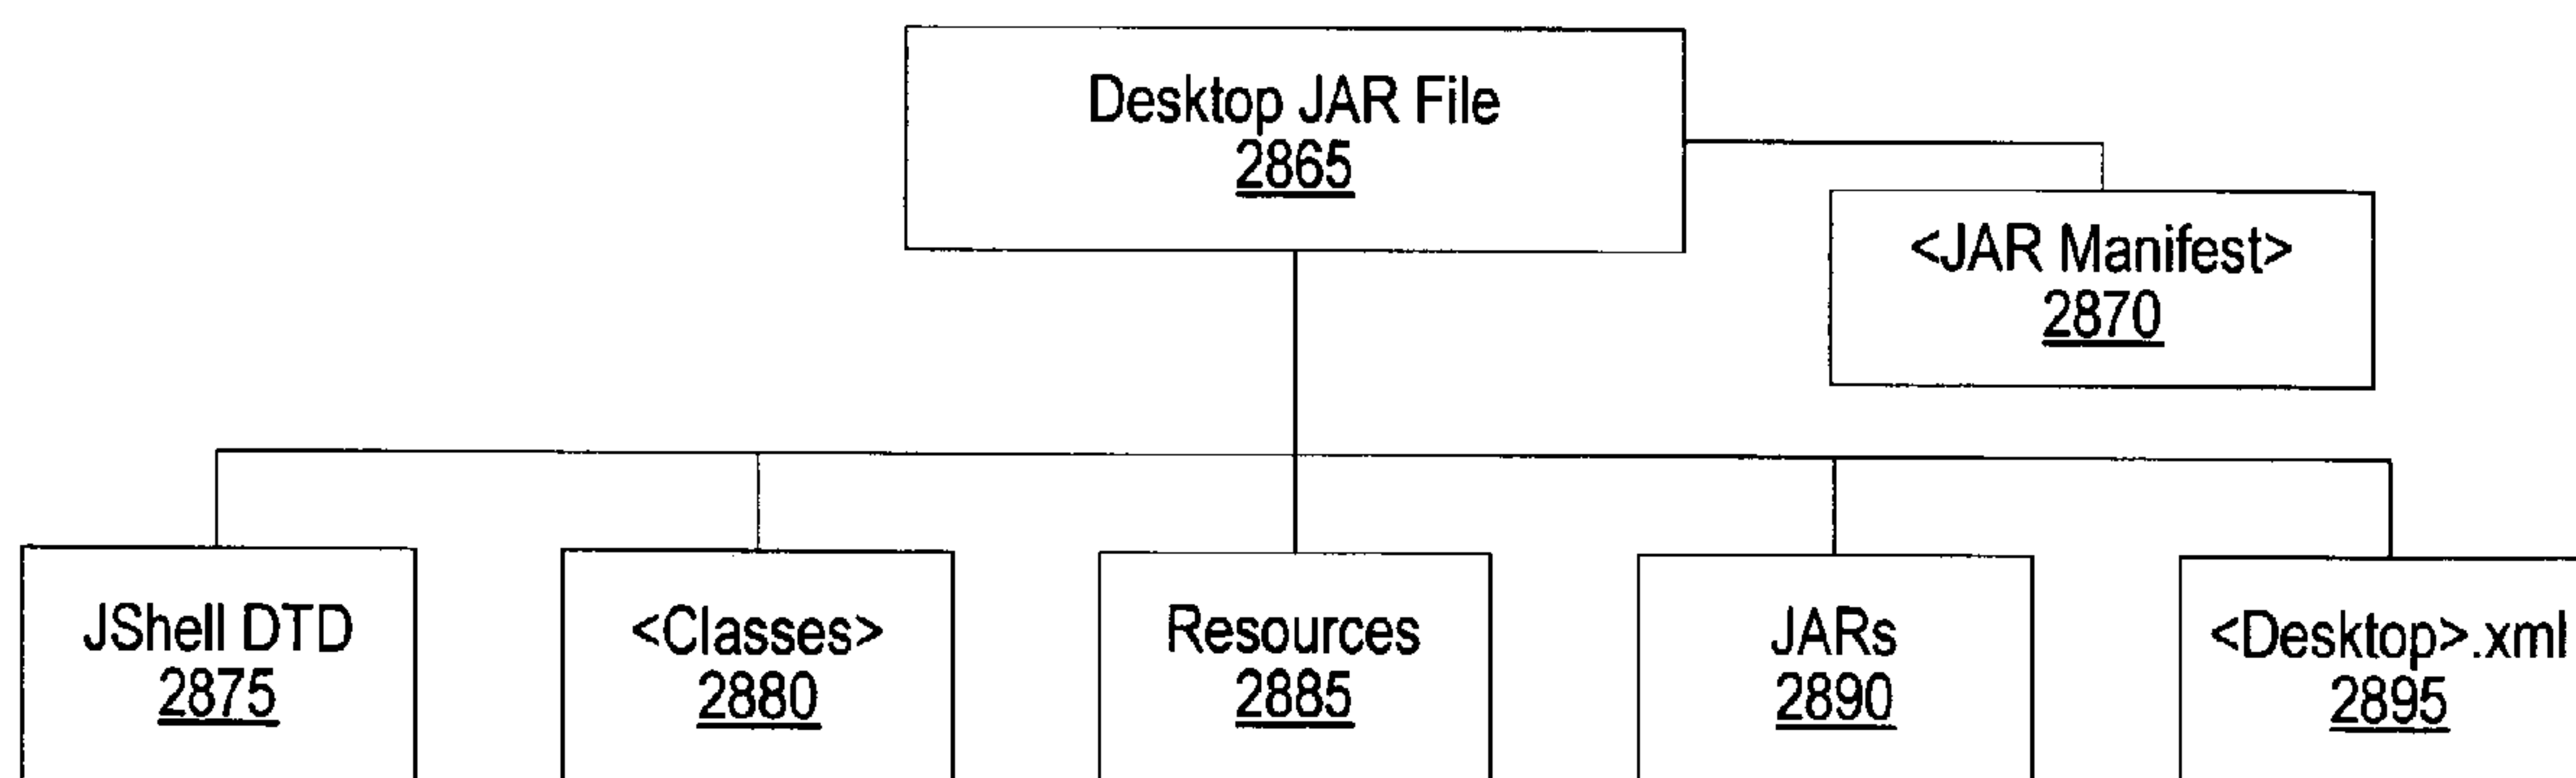 Desktop JAR File
2865
<JAR Manifest>
2870
JShell DTD
2875
<Classes>
2880
Resources
2885
JARs
2890
<Desktop>.xml
2895